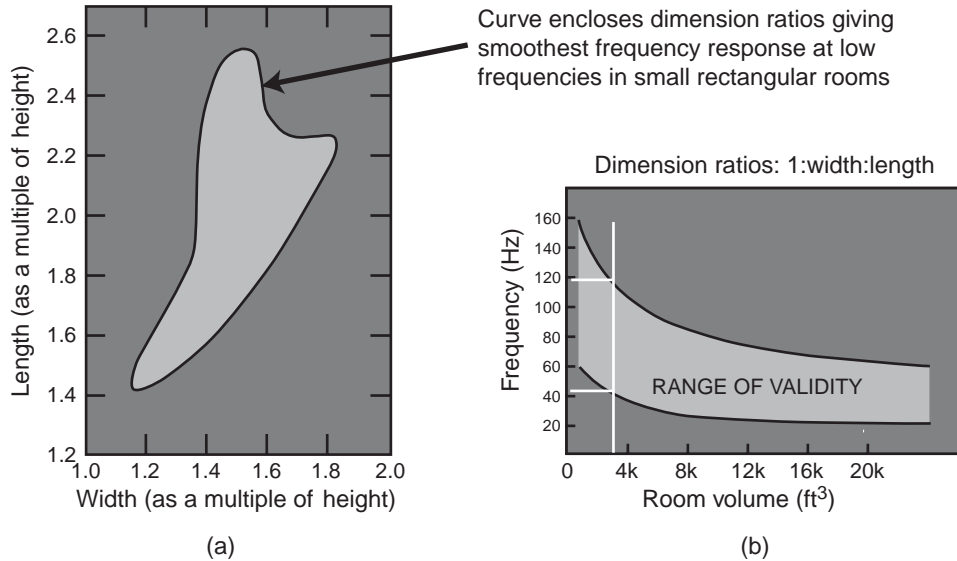 Curve encloses dimension ratios giving
smoothest frequency response at low
frequencies in small rectangular rooms
2.6
2.4
2.2
2.0
1.8
1.6
1.4
1.2
1.0 1.2 1.4 1.6 1.8 2.0
Length (as a multiple of height)
Width (as a multiple of height)
(a)
Dimension ratios: 1:width:length
160
140
120
100
80
60
40
20
0 4k 8k 12k 16k 20k
Frequency (Hz)
RANGE OF VALIDITY
Room volume (ft³)
(b)